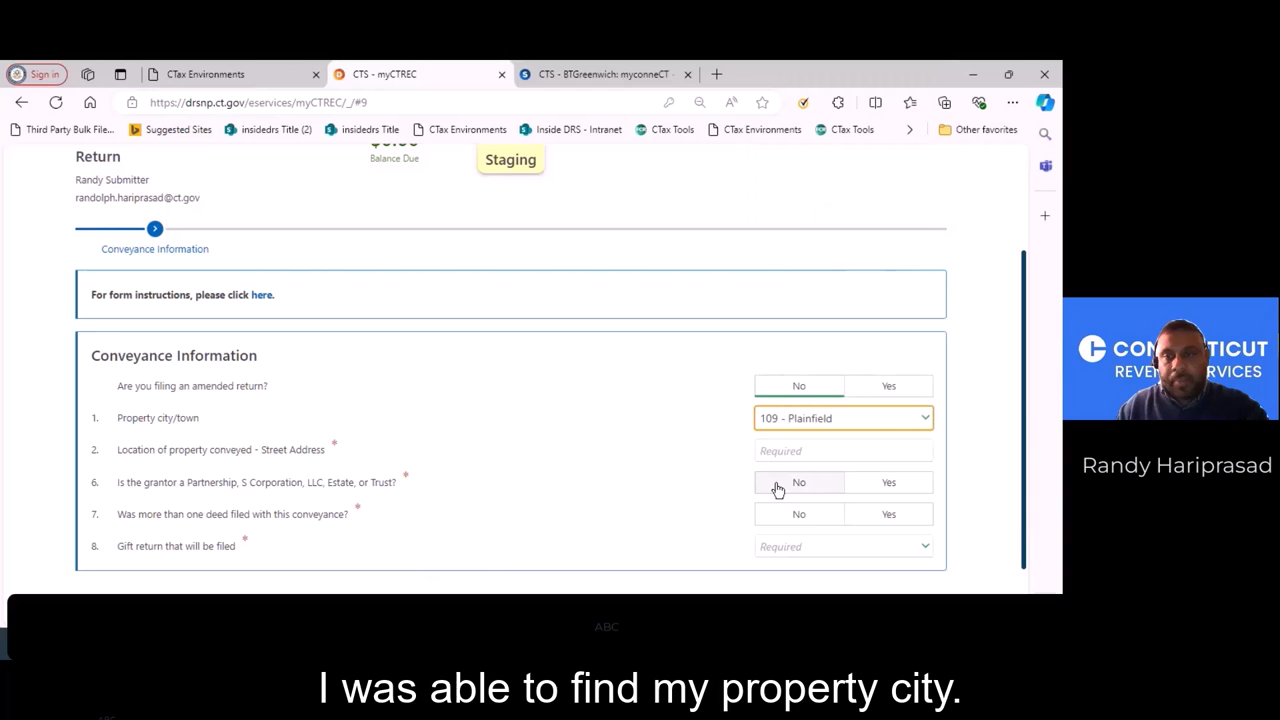 Sign in
CTax Environments
CTS - myCTREC
CTS - BTGreenwich: myconneCT -
https://drsnp.ct.gov/eservices/myCTREC/_/#9
Third Party Bulk File...
Suggested Sites
insidedrs Title (2)
insidedrs Title
CTax Environments
Inside DRS - Intranet
CTax Tools
CTax Environments
CTax Tools
Other favorites
Return
Balance Due
Staging
Randy Submitter
randolph.hariprasad@ct.gov
Conveyance Information
For form instructions, please click here.
Conveyance Information
Are you filing an amended return? No Yes
1. Property city/town 109 - Plainfield
2. Location of property conveyed - Street Address * Required
6. Is the grantor a Partnership, S Corporation, LLC, Estate, or Trust? * No Yes
7. Was more than one deed filed with this conveyance? * No Yes
8. Gift return that will be filed * Required
Randy Hariprasad
ABC
I was able to find my property city.